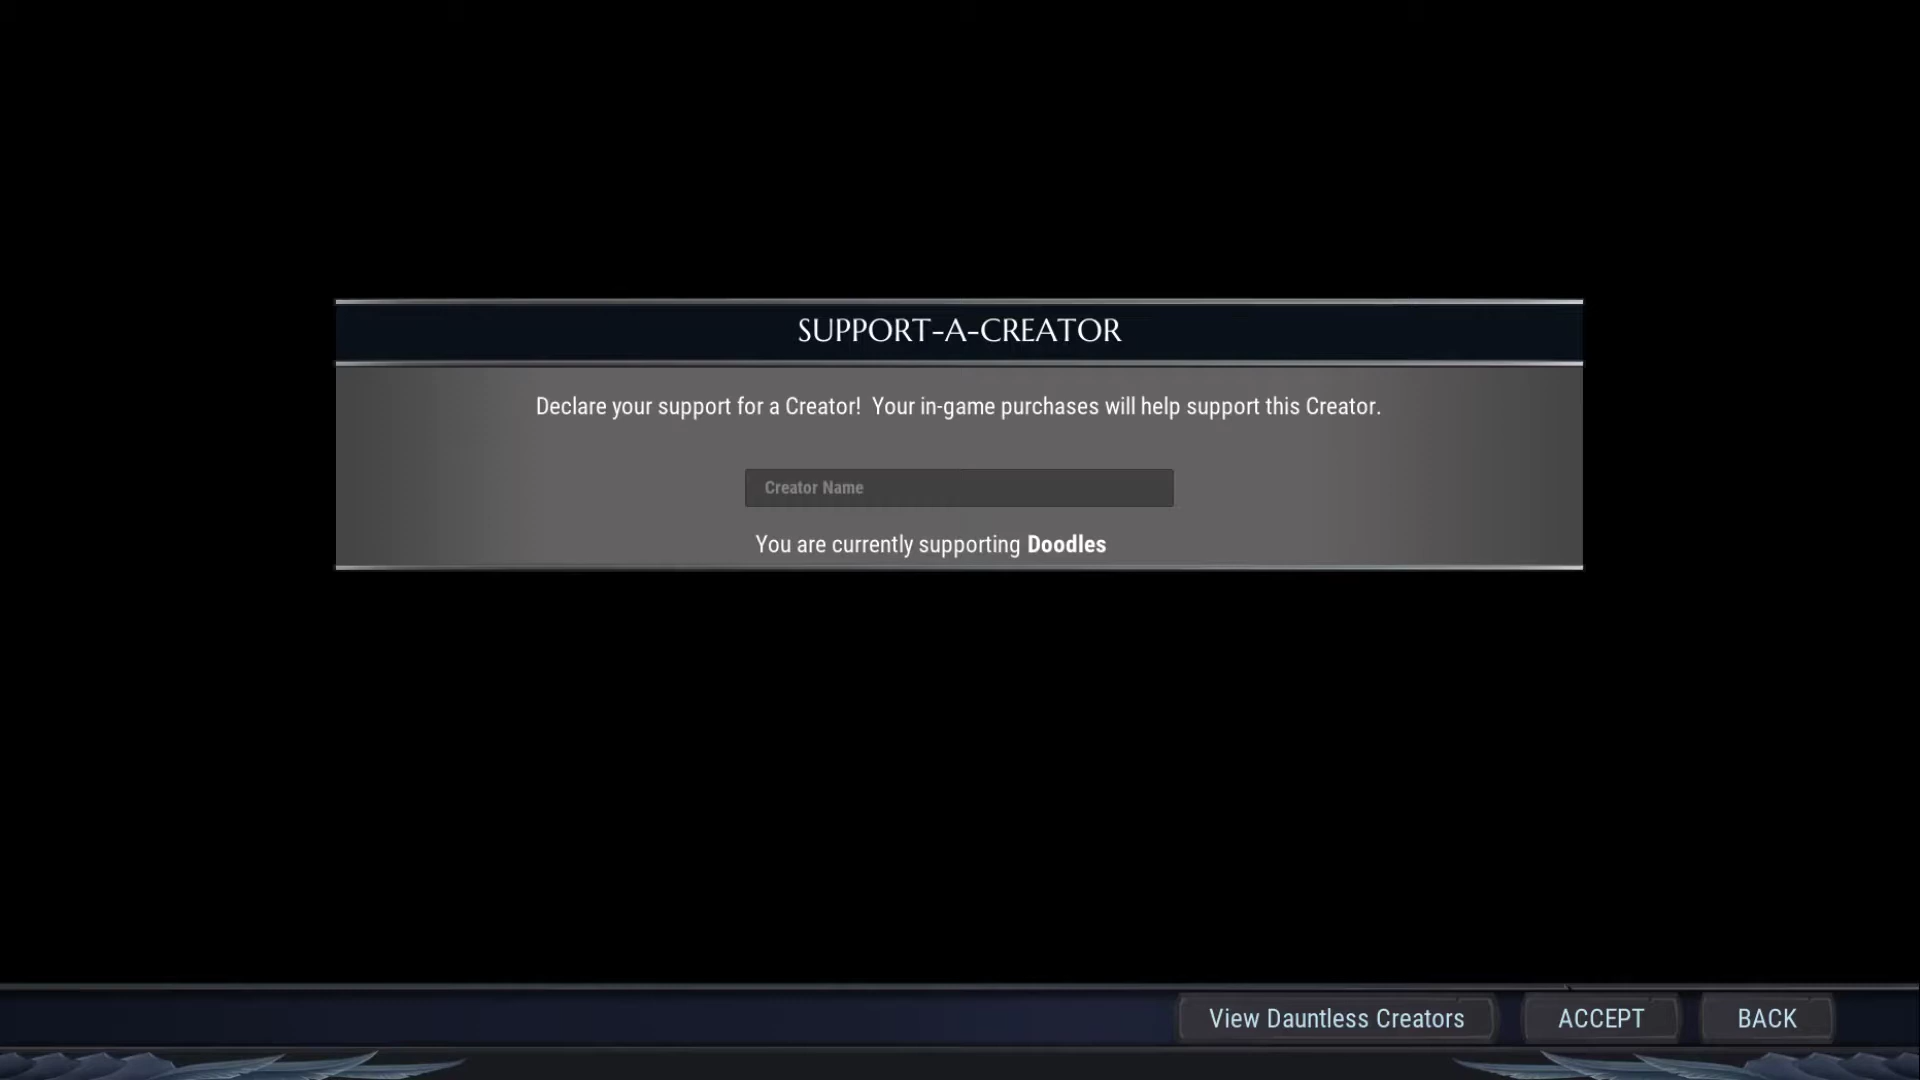 SUPPORT-A-CREATOR
Declare your support for a Creator!  Your in-game purchases will help support this Creator.
Creator Name
You are currently supporting Doodles
View Dauntless Creators
ACCEPT
BACK